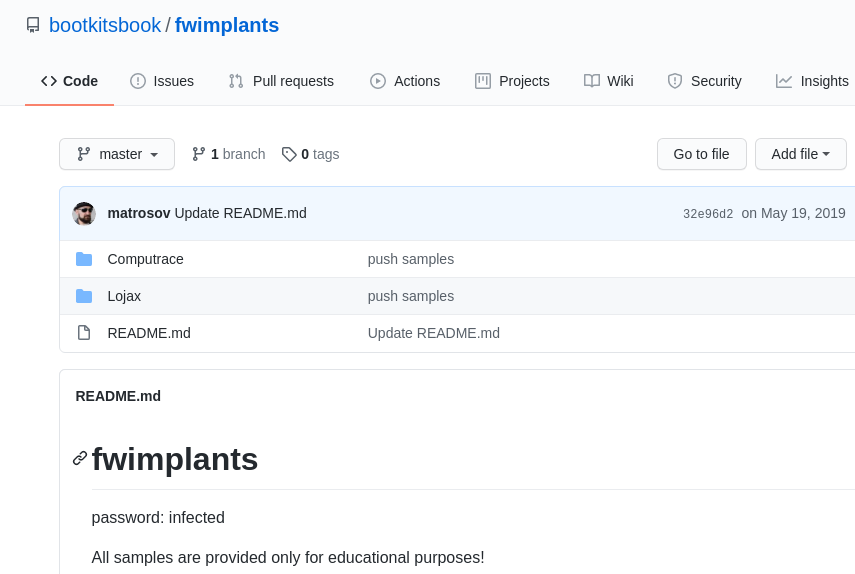 bootkitsbook / fwimplants
Code Issues Pull requests Actions Projects Wiki Security Insights
master 1 branch 0 tags Go to file Add file
matrosov Update README.md 32e96d2 on May 19, 2019
Computrace push samples
Lojax push samples
README.md Update README.md
README.md
fwimplants
password: infected
All samples are provided only for educational purposes!